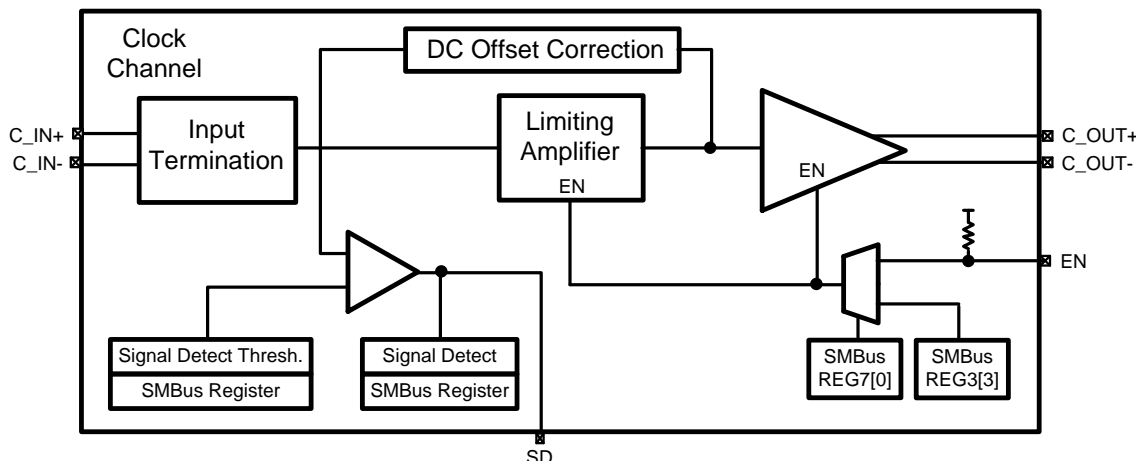 Clock
Channel
DC Offset Correction
C_IN+
C_IN-
Input
Termination
Limiting
Amplifier
EN
EN
C_OUT+
C_OUT-
EN
Signal Detect Thresh.
SMBus Register
Signal Detect
SMBus Register
SMBus
REG7[0]
SMBus
REG3[3]
SD